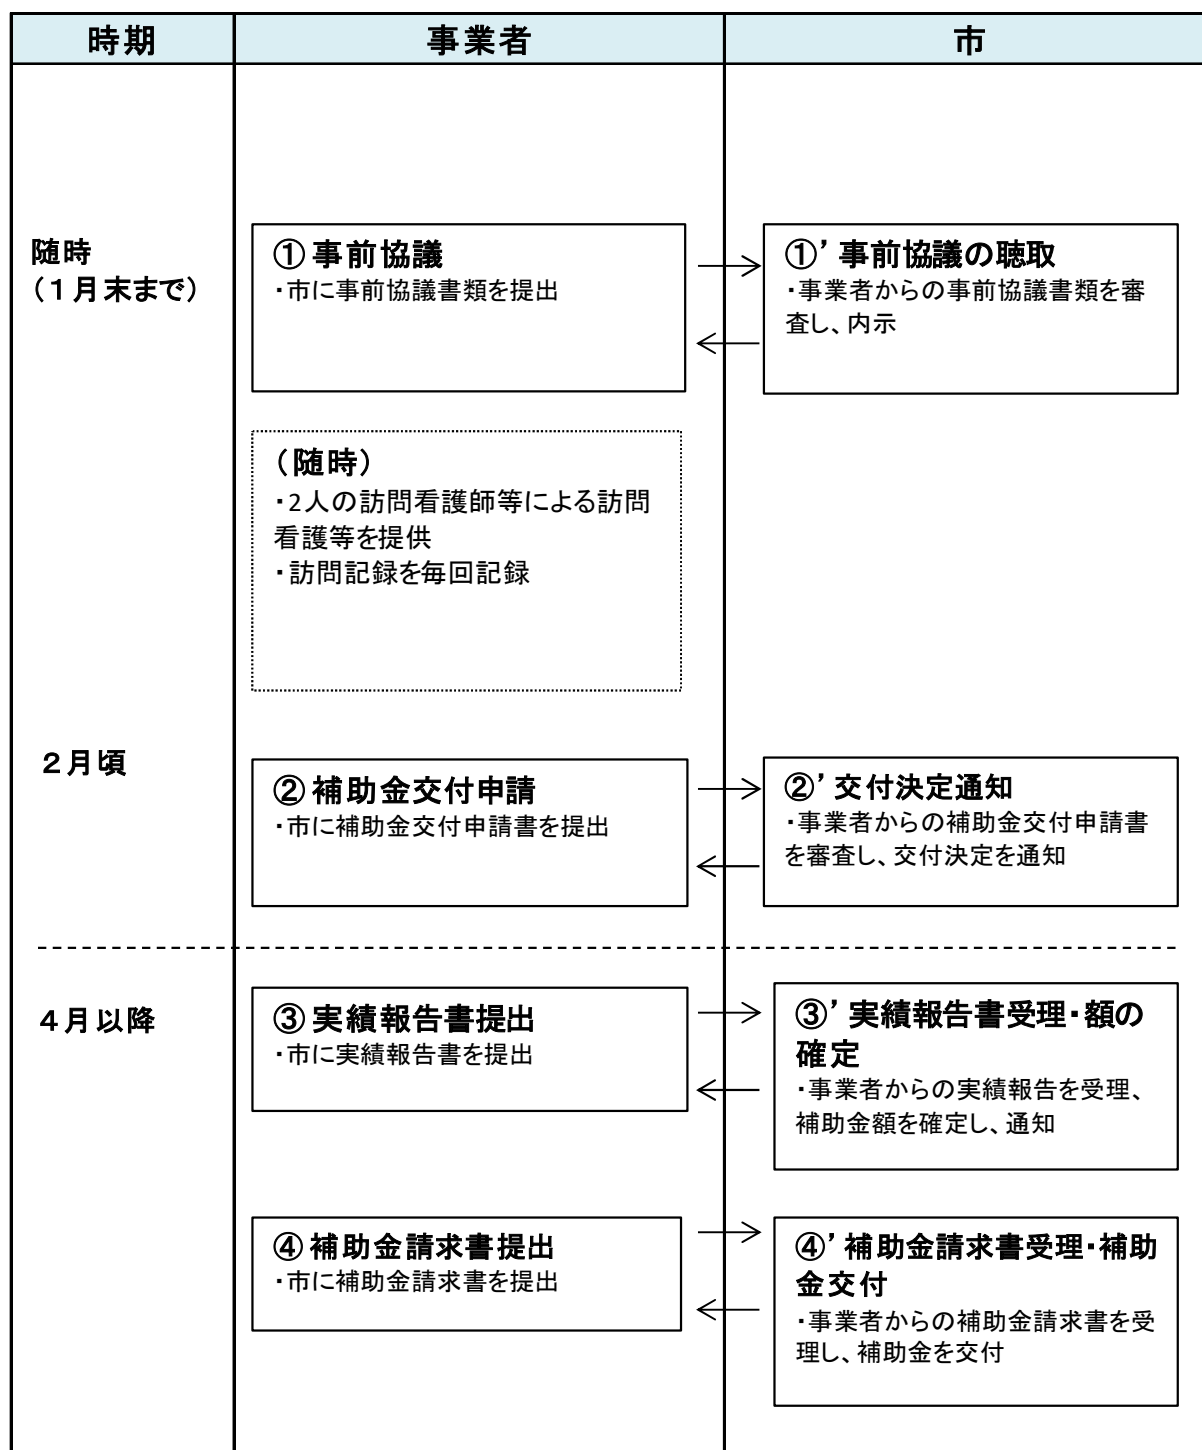 時期
事業者
市
随時
（１月末まで）
① 事前協議
・市に事前協議書類を提出
①’ 事前協議の聴取
・事業者からの事前協議書類を審
査し、内示
（随時）
・2人の訪問看護師等による訪問
看護等を提供
・訪問記録を毎回記録
２月頃
② 補助金交付申請
・市に補助金交付申請書を提出
②’ 交付決定通知
・事業者からの補助金交付申請書
を審査し、交付決定を通知
４月以降
③ 実績報告書提出
・市に実績報告書を提出
③’ 実績報告書受理・額の
確定
・事業者からの実績報告を受理、
補助金額を確定し、通知
④ 補助金請求書提出
・市に補助金請求書を提出
④’ 補助金請求書受理・補助
金交付
・事業者からの補助金請求書を受
理し、補助金を交付